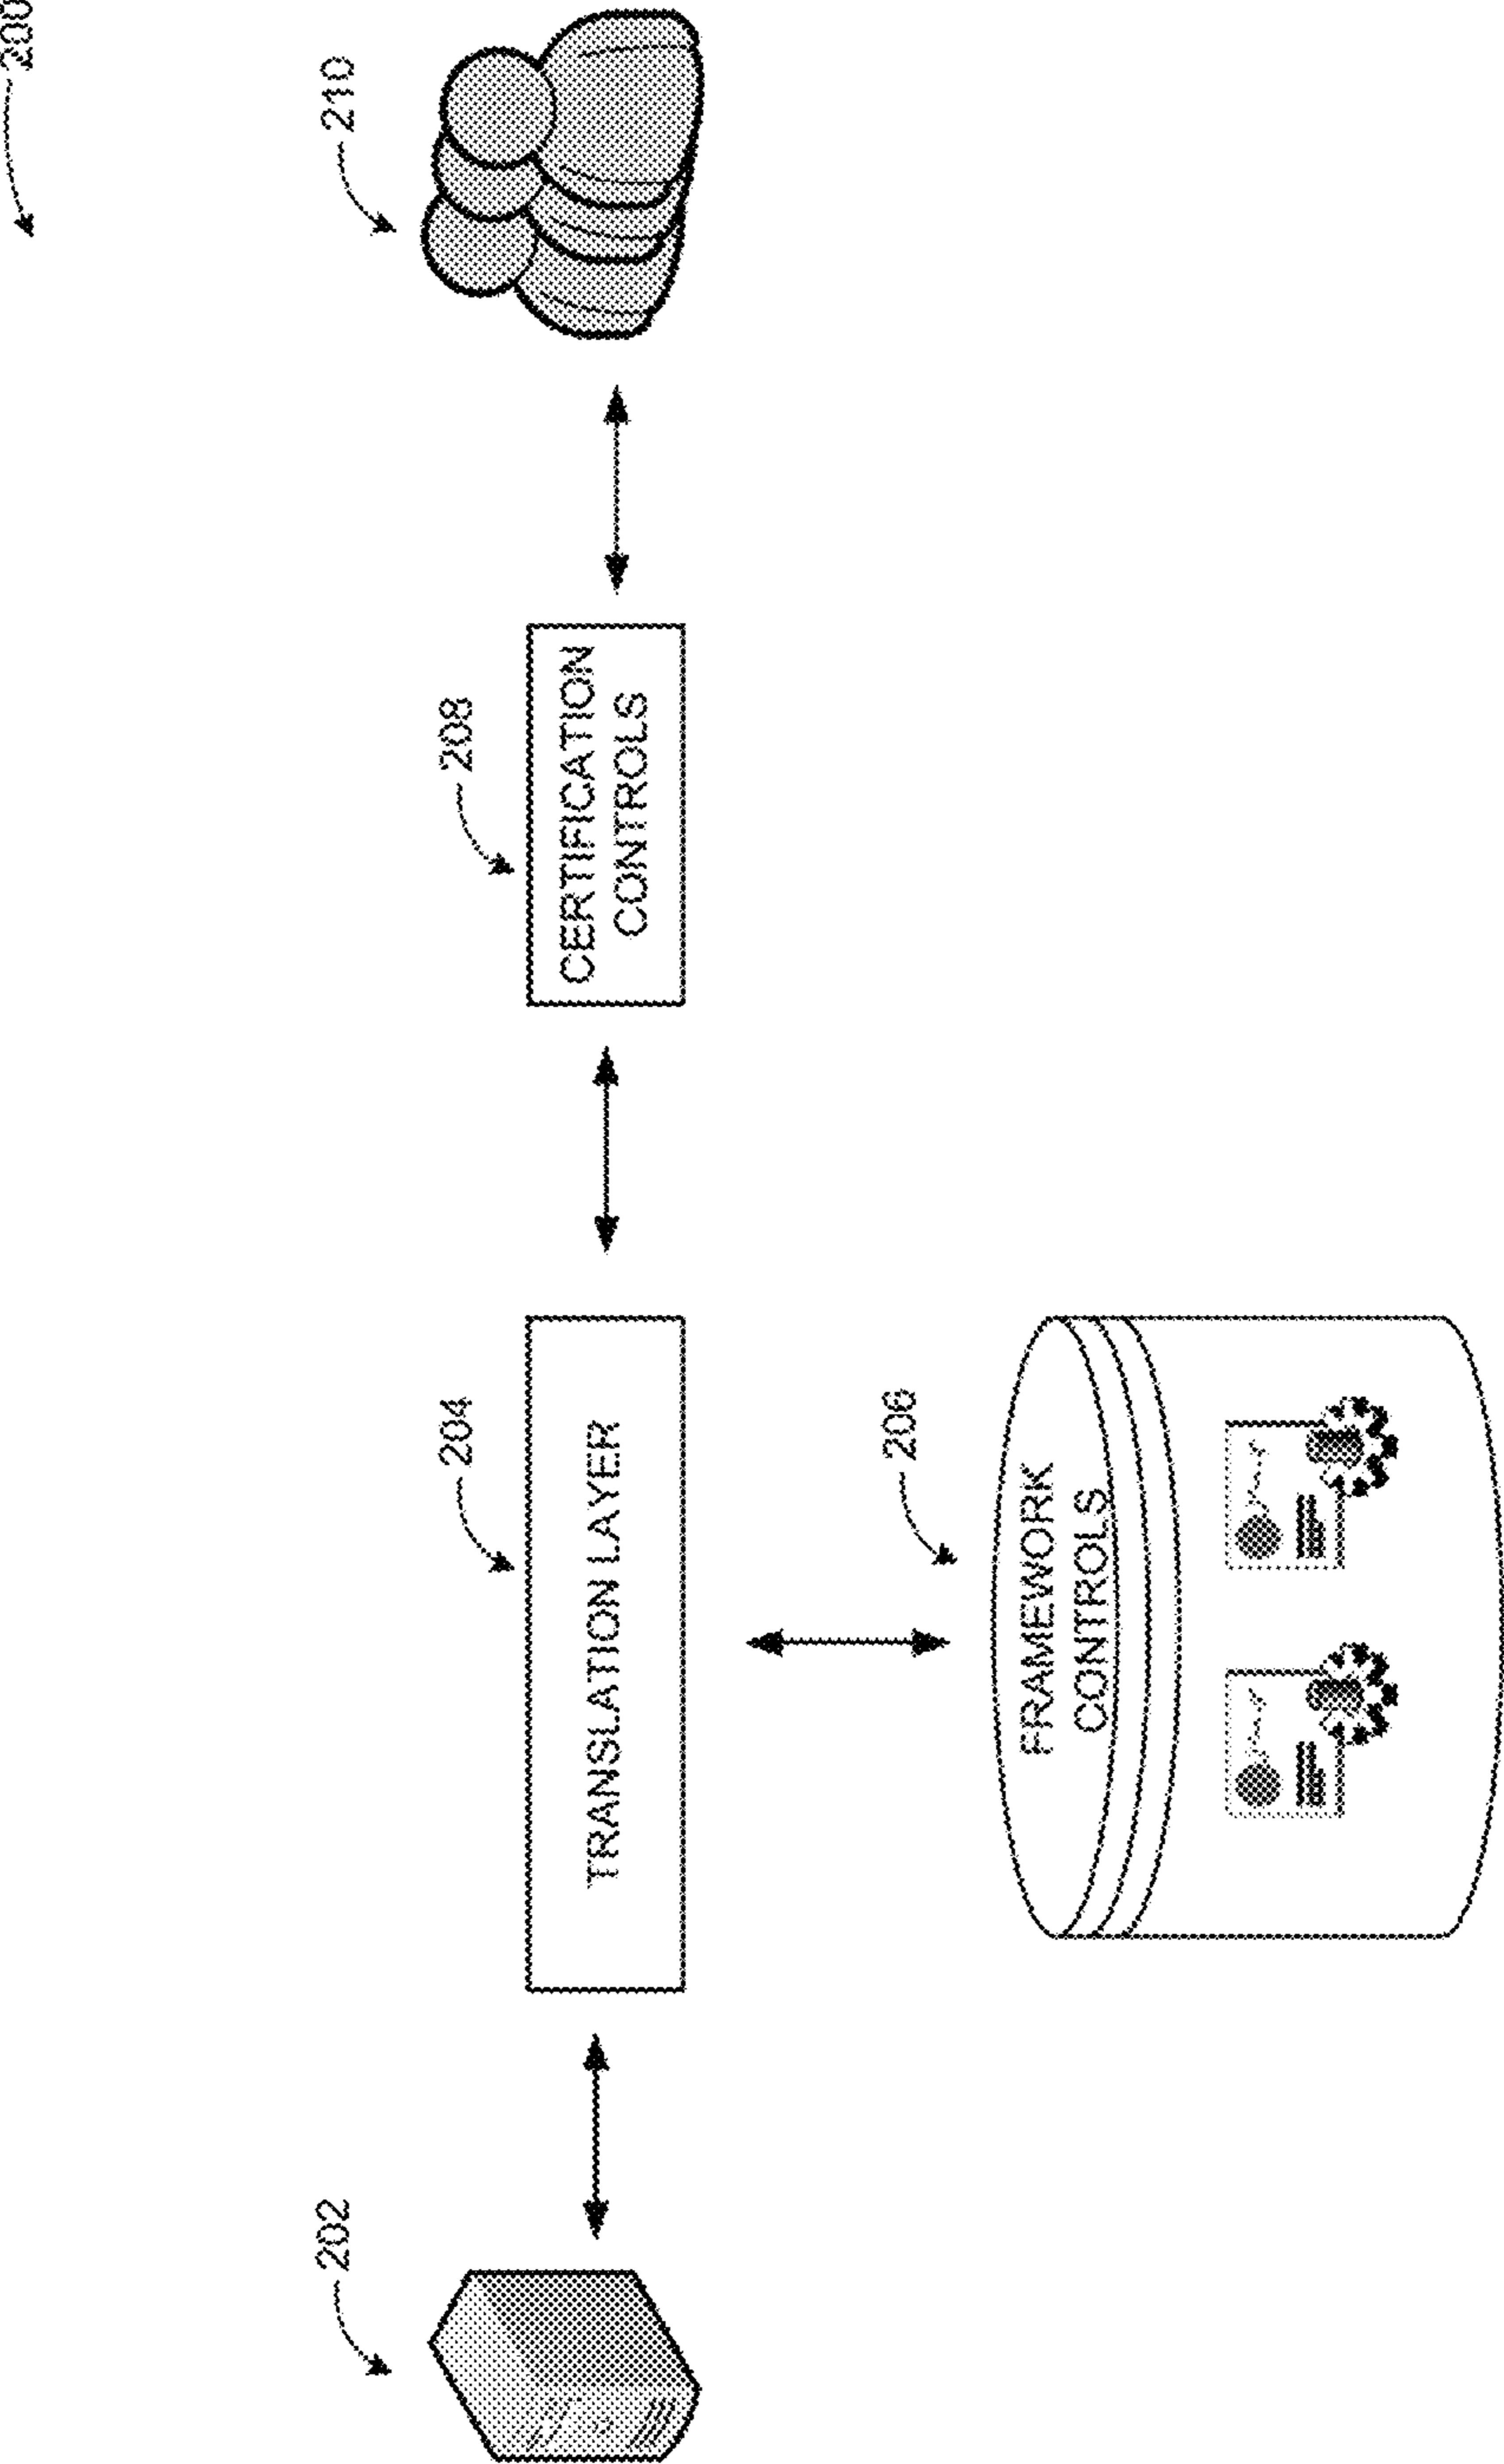 200
210
208
CERTIFICATION
CONTROLS
204
TRANSLATION LAYER
206
FRAMEWORK
CONTROLS
202